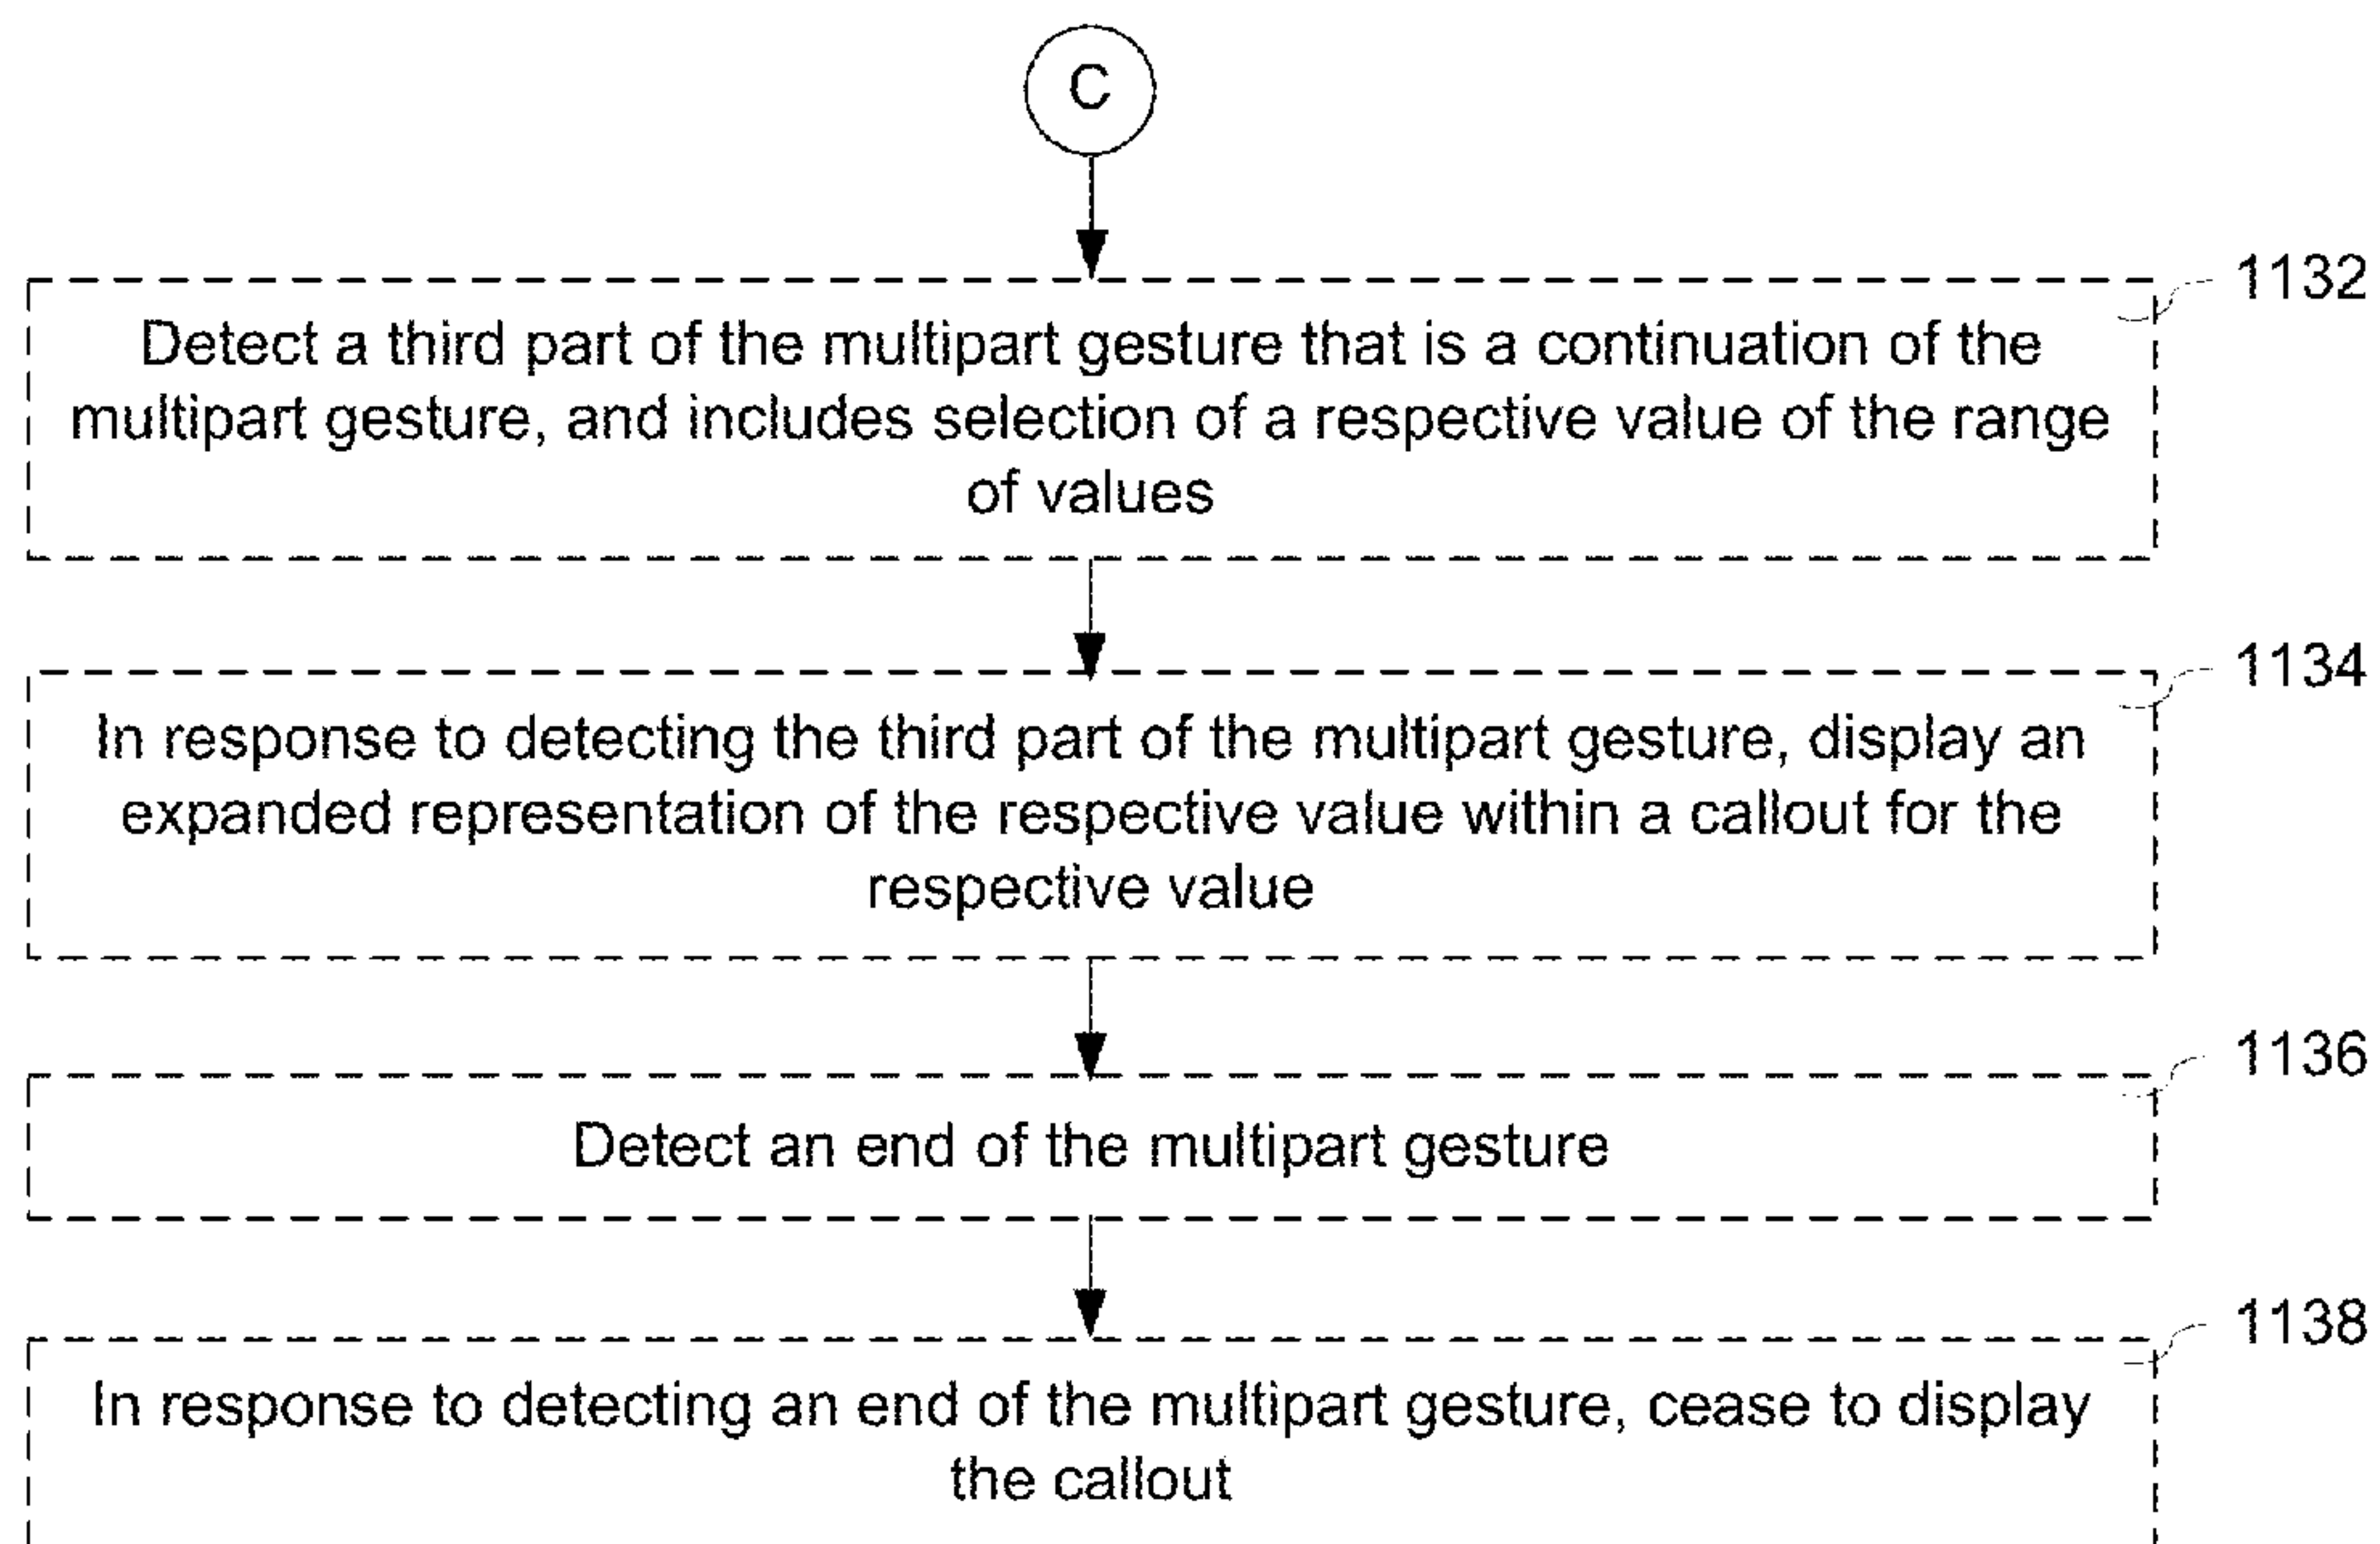 C
1132
Detect a third part of the multipart gesture that is a continuation of the
multipart gesture, and includes selection of a respective value of the range
of values
1134
In response to detecting the third part of the multipart gesture, display an
expanded representation of the respective value within a callout for the
respective value
1136
Detect an end of the multipart gesture
1138
In response to detecting an end of the multipart gesture, cease to display
the callout